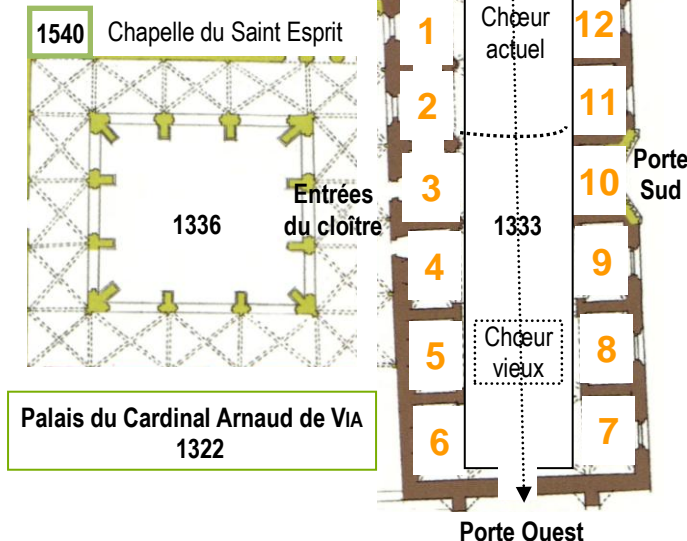 1540 Chapelle du Saint Esprit
1
Chœur
actuel
12
2
11
3
Entrées
du cloître
1336
1333
10
Porte
Sud
4
9
5
Chœur
vieux
8
Palais du Cardinal Arnaud de VIA
1322
6
7
Porte Ouest